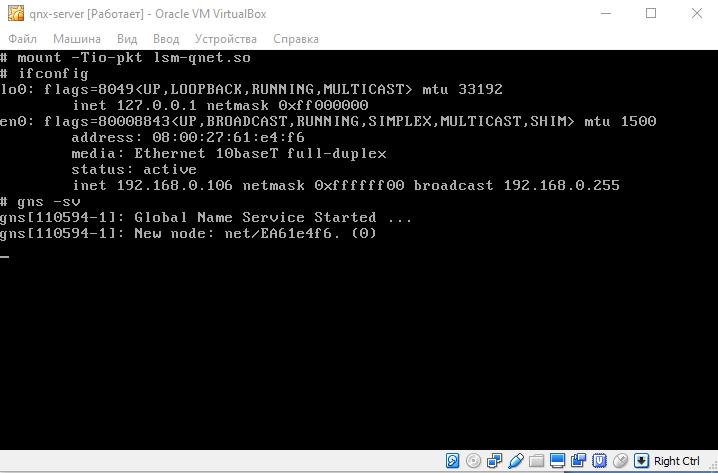 qnx-server [Работает] - Oracle VM VirtualBox
Файл Машина Вид Ввод Устройства Справка
# mount -Tio-pkt lsm-qnet.so
# ifconfig
lo0: flags=8049<UP,LOOPBACK,RUNNING,MULTICAST> mtu 33192
inet 127.0.0.1 netmask 0xff000000
en0: flags=80008843<UP,BROADCAST,RUNNING,SIMPLEX,MULTICAST,SHIM> mtu 1500
address: 08:00:27:61:e4:f6
media: Ethernet 10baseT full-duplex
status: active
inet 192.168.0.106 netmask 0xffffff00 broadcast 192.168.0.255
# gns -sv
gns[110594-1]: Global Name Service Started ...
gns[110594-1]: New node: net/EA61e4f6. (0)
Right Ctrl